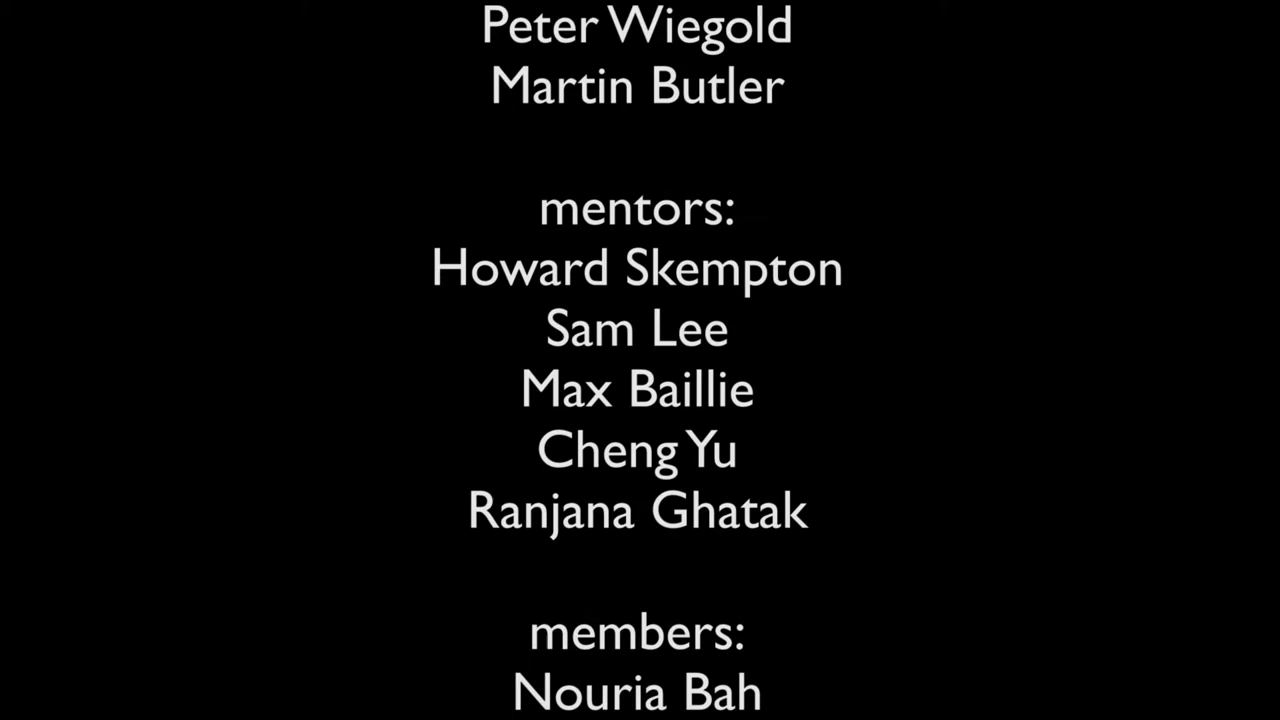 Peter Wiegold
Martin Butler
mentors:
Howard Skempton
Sam Lee
Max Baillie
Cheng Yu
Ranjana Ghatak
members:
Nouria Bah